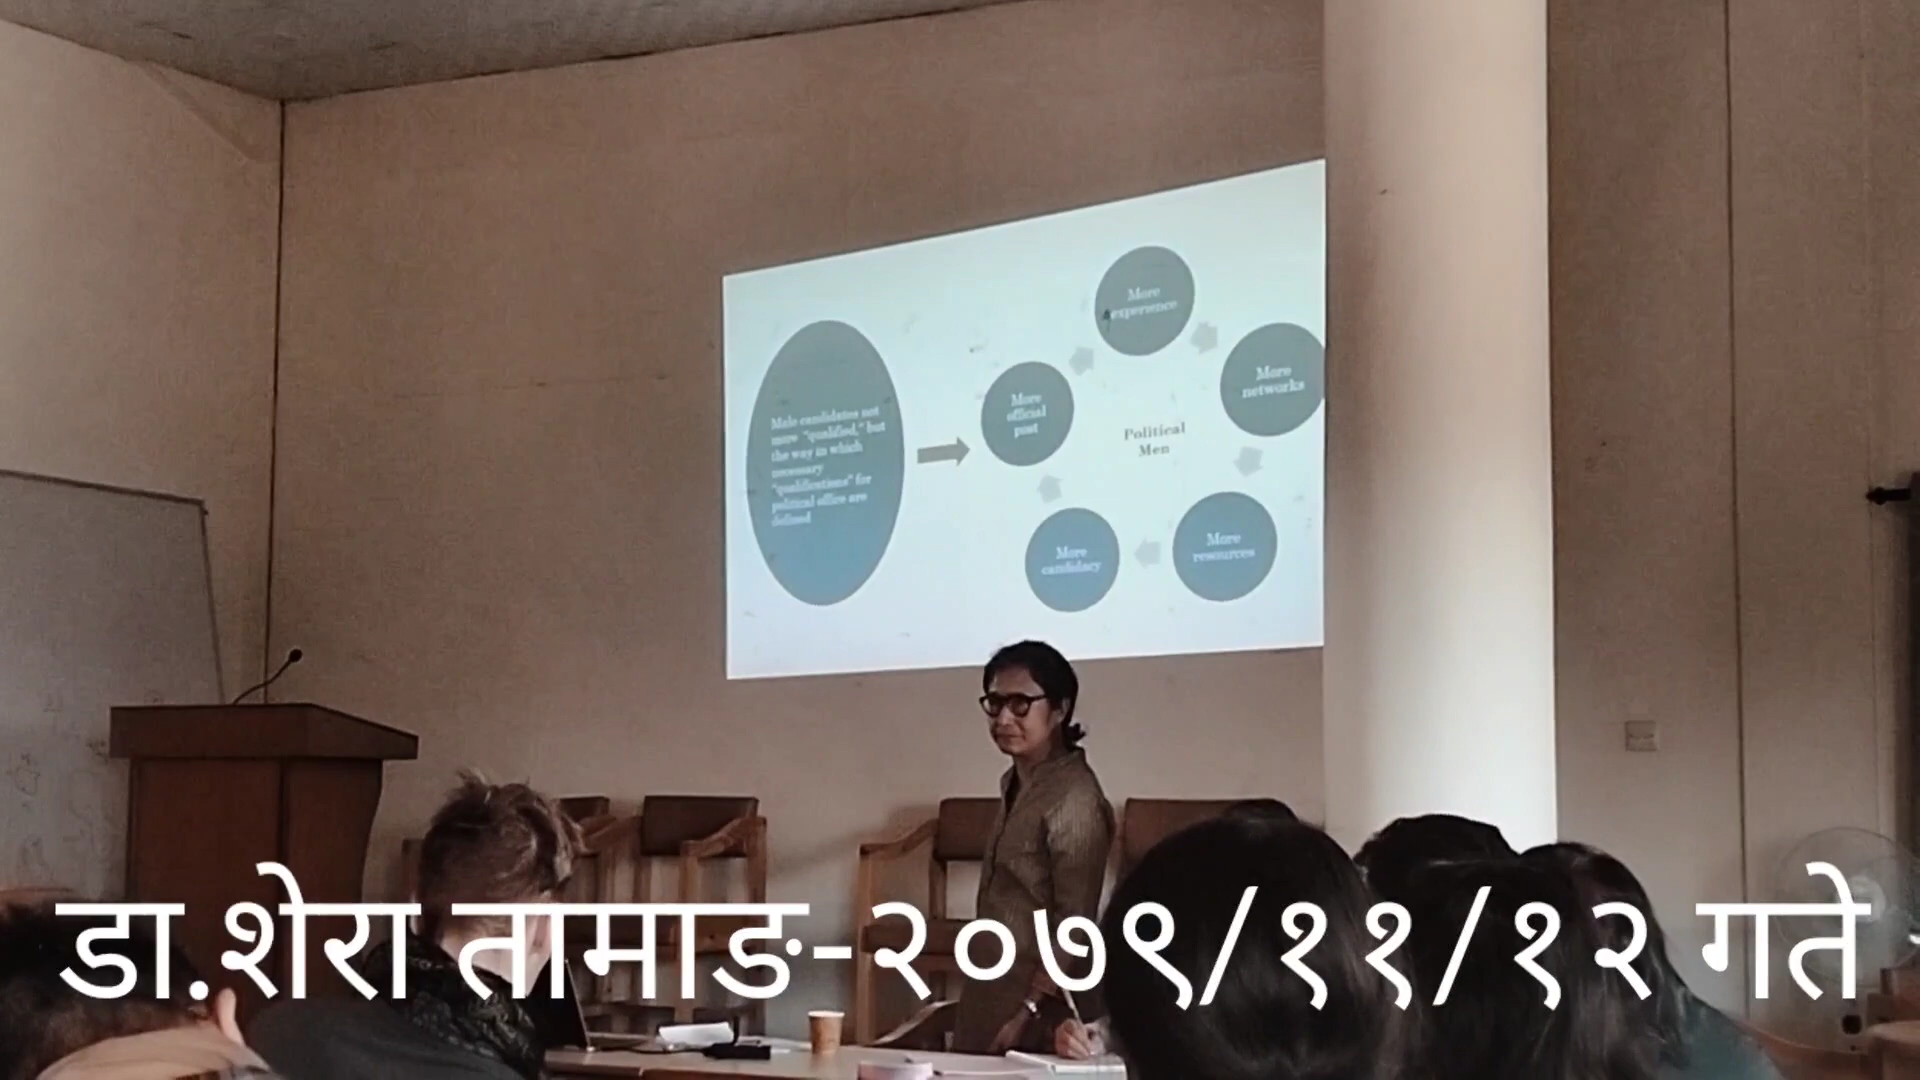 Male candidates not
more "qualified," but
the way in which
necessary
"qualifications" for
political office are
defined
More
official
post
More
experience
More
networks
More
resources
More
candidacy
Political
Men
डा.शेरा तामाङ-२०७९/११/१२ गते